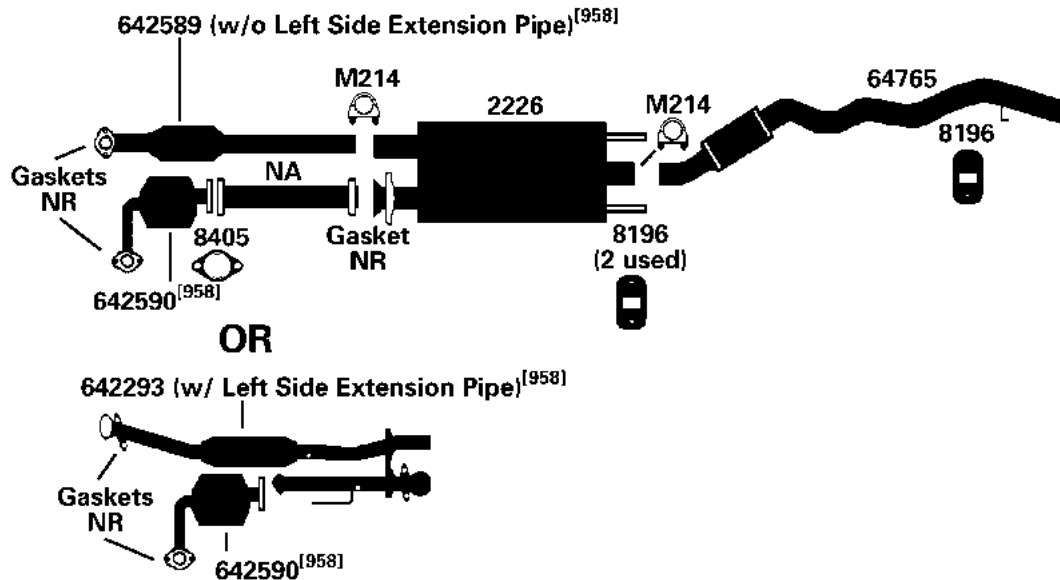 642589 (w/o Left Side Extension Pipe)[958]
M214
2226
M214
64765
8196
Gaskets
NR
NA
8405
Gasket
NR
8196
(2 used)
642590[958]
OR
642293 (w/ Left Side Extension Pipe)[958]
Gaskets
NR
642590[958]